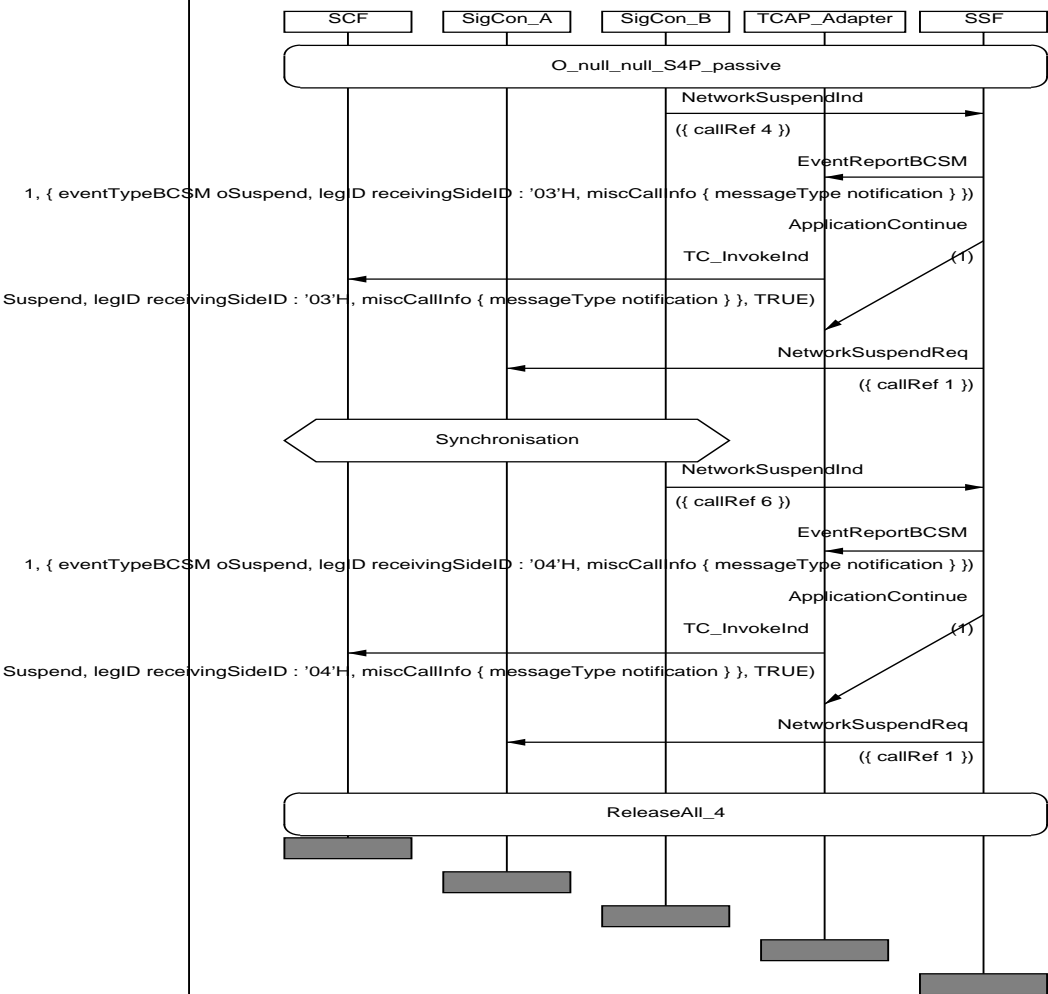 SCF SigCon_A SigCon_B TCAP_Adapter SSF
O_null_null_S4P_passive
NetworkSuspendInd
({ callRef 4 })
EventReportBCSM
1, { eventTypeBCSM oSuspend, legID receivingSideID : '03'H, miscCallInfo { messageType notification } })
ApplicationContinue
TC_InvokeInd (1)
Suspend, legID receivingSideID : '03'H, miscCallInfo { messageType notification } }, TRUE)
NetworkSuspendReq
({ callRef 1 })
Synchronisation
NetworkSuspendInd
({ callRef 6 })
EventReportBCSM
1, { eventTypeBCSM oSuspend, legID receivingSideID : '04'H, miscCallInfo { messageType notification } })
ApplicationContinue
TC_InvokeInd (1)
Suspend, legID receivingSideID : '04'H, miscCallInfo { messageType notification } }, TRUE)
NetworkSuspendReq
({ callRef 1 })
ReleaseAll_4